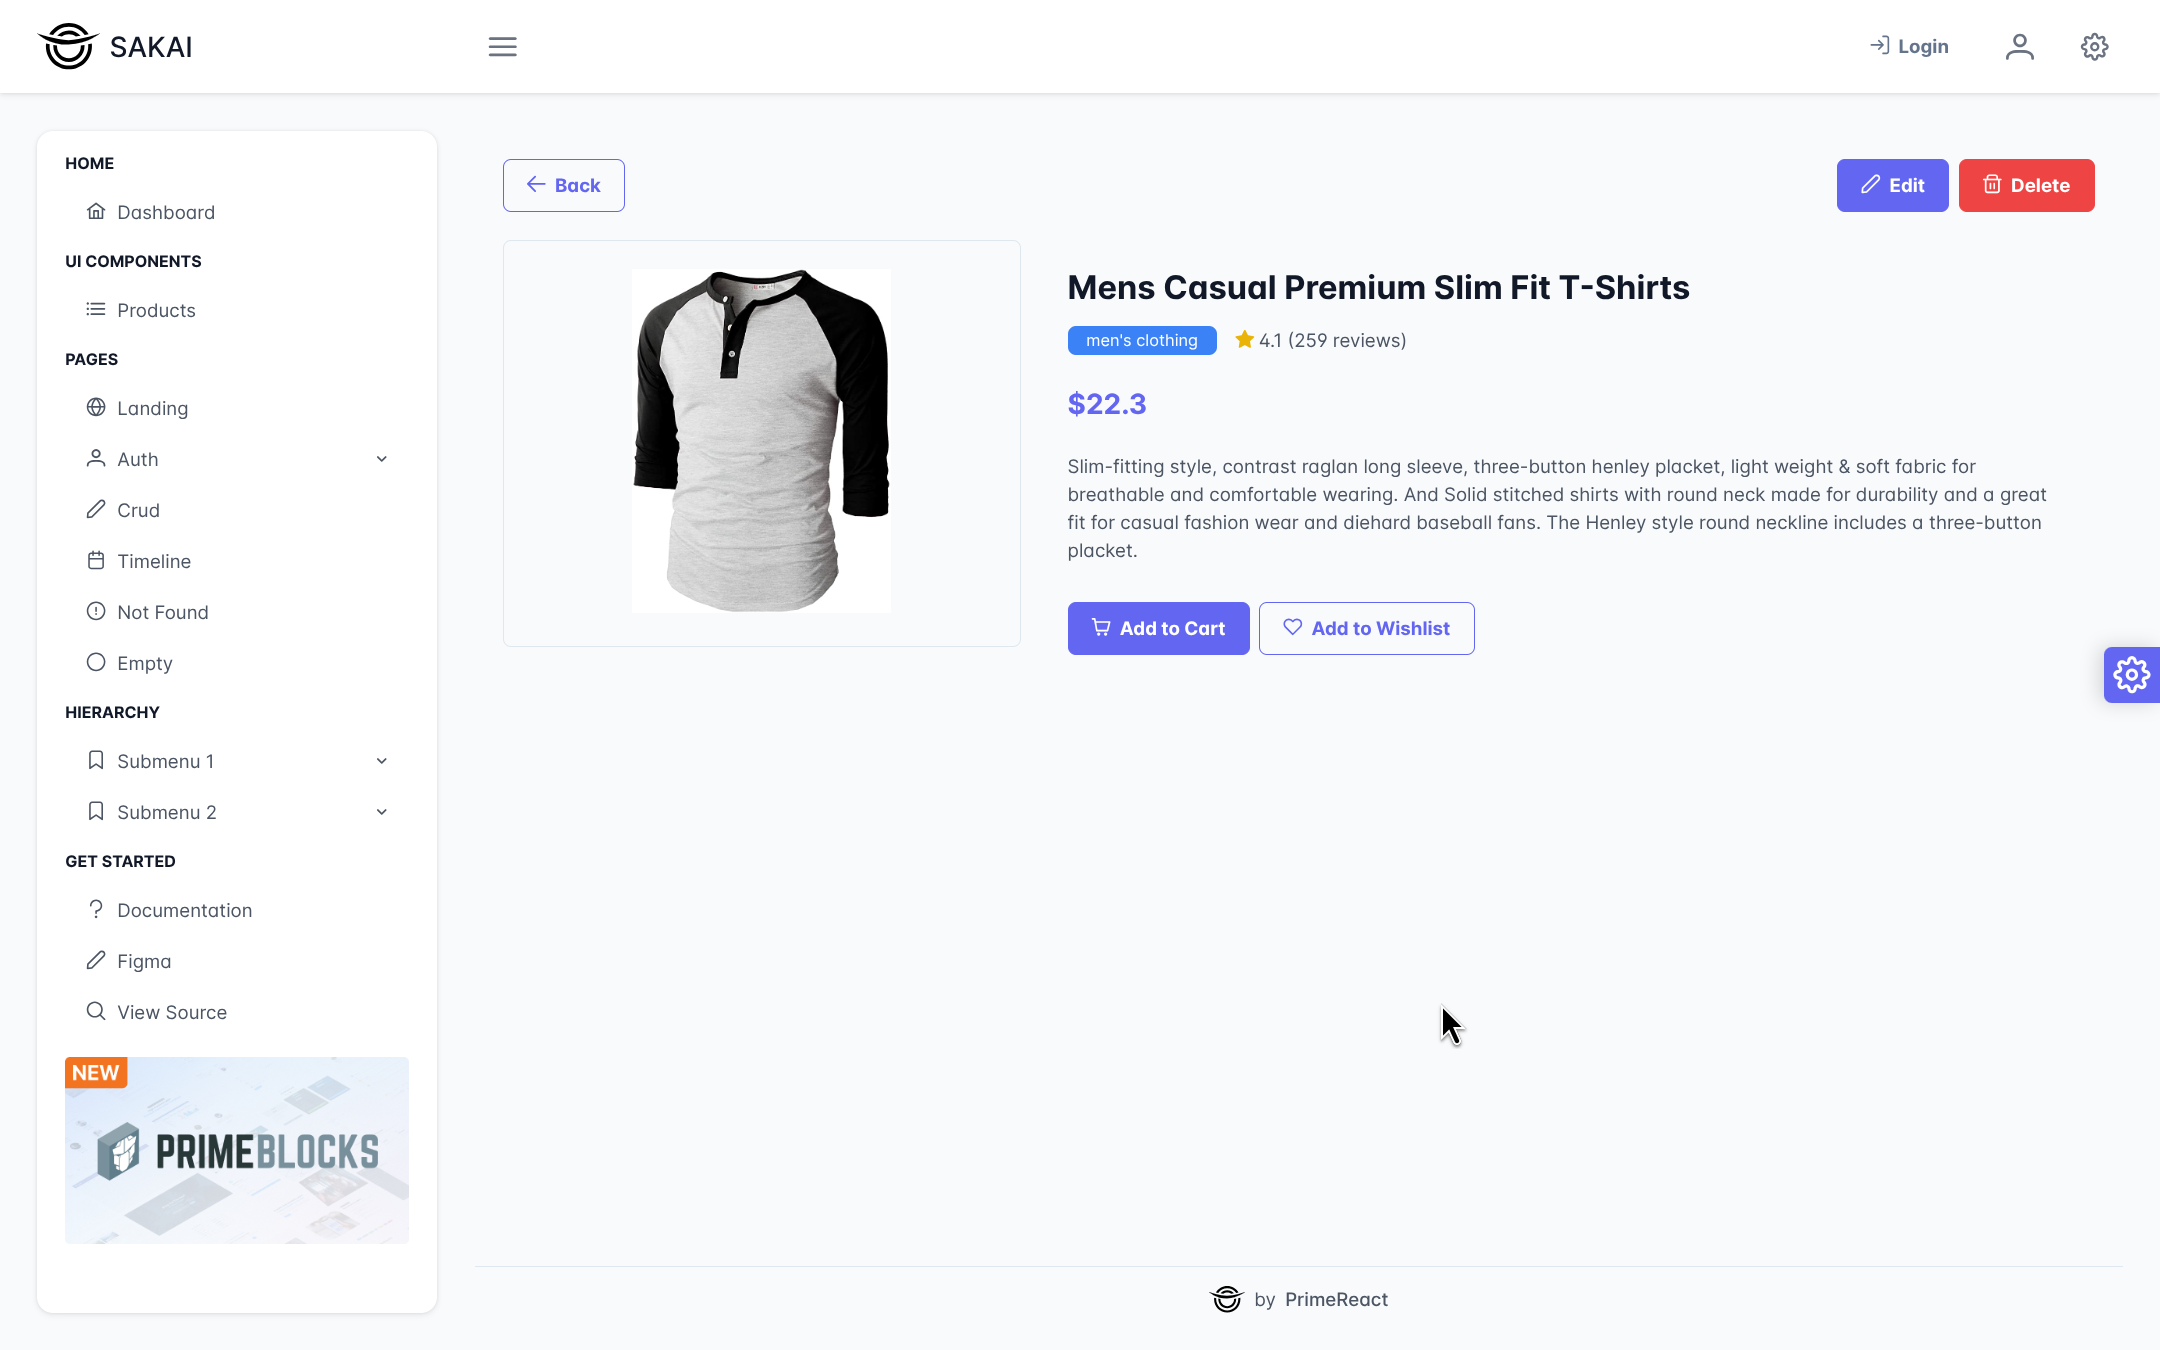 SAKAI
Login
HOME
Dashboard
UI COMPONENTS
Products
PAGES
Landing
Auth
Crud
Timeline
Not Found
Empty
HIERARCHY
Submenu 1
Submenu 2
GET STARTED
Documentation
Figma
View Source
NEW
PRIMEBLOCKS
Back
Edit
Delete
Mens Casual Premium Slim Fit T-Shirts
men's clothing
4.1 (259 reviews)
$22.3
Slim-fitting style, contrast raglan long sleeve, three-button henley placket, light weight & soft fabric for
breathable and comfortable wearing. And Solid stitched shirts with round neck made for durability and a great
fit for casual fashion wear and diehard baseball fans. The Henley style round neckline includes a three-button
placket.
Add to Cart
Add to Wishlist
by PrimeReact